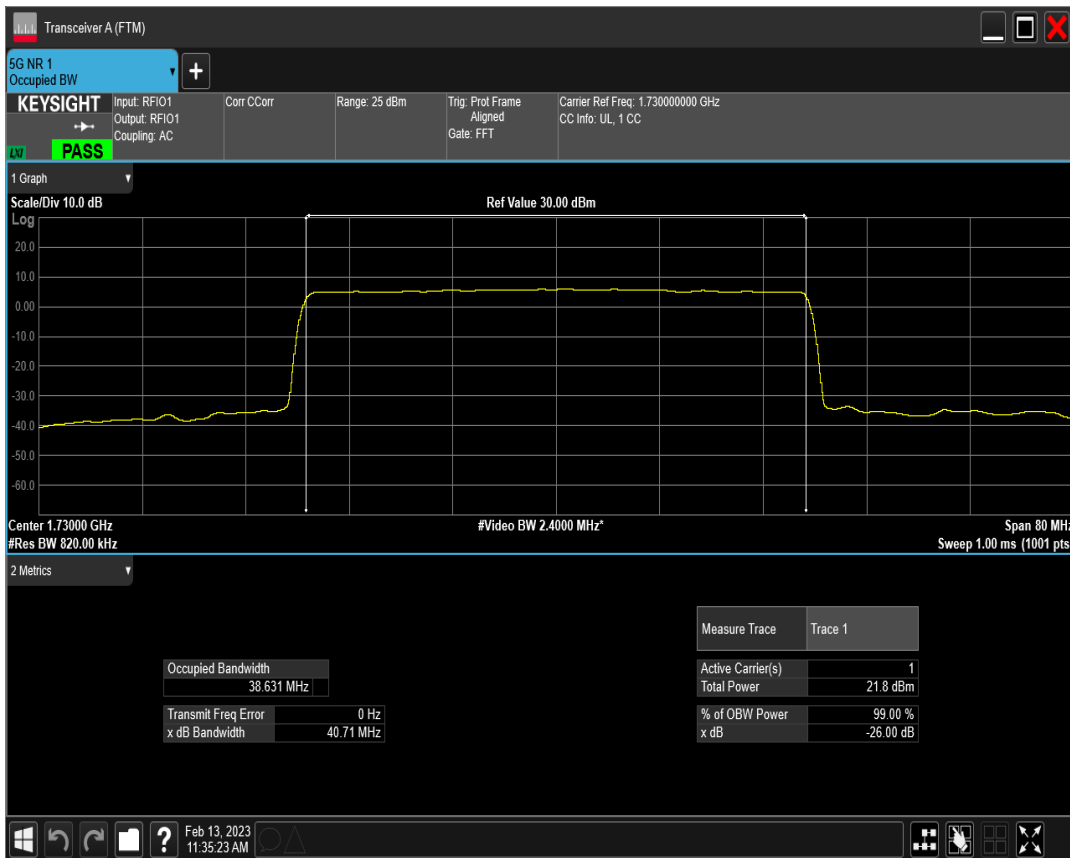 Transceiver A (FTM)
5G NR 1
Occupied BW
+
KEYSIGHT
LXI
PASS
Input: RFIO1
Output: RFIO1
Coupling: AC
Corr CCorr
Range: 25 dBm
Trig: Prot Frame
Aligned
Gate: FFT
Carrier Ref Freq: 1.730000000 GHz
CC Info: UL, 1 CC
1 Graph
Scale/Div 10.0 dB
Ref Value 30.00 dBm
Log
20.0
10.0
0.00
-10.0
-20.0
-30.0
-40.0
-50.0
-60.0
Center 1.73000 GHz
#Video BW 2.4000 MHz*
Span 80 MHz
#Res BW 820.00 kHz
Sweep 1.00 ms (1001 pts
2 Metrics
Measure Trace Trace 1
Occupied Bandwidth
38.631 MHz
Active Carrier(s) 1
Total Power 21.8 dBm
Transmit Freq Error 0 Hz
x dB Bandwidth 40.71 MHz
% of OBW Power 99.00 %
x dB -26.00 dB
?
Feb 13, 2023
11:35:23 AM